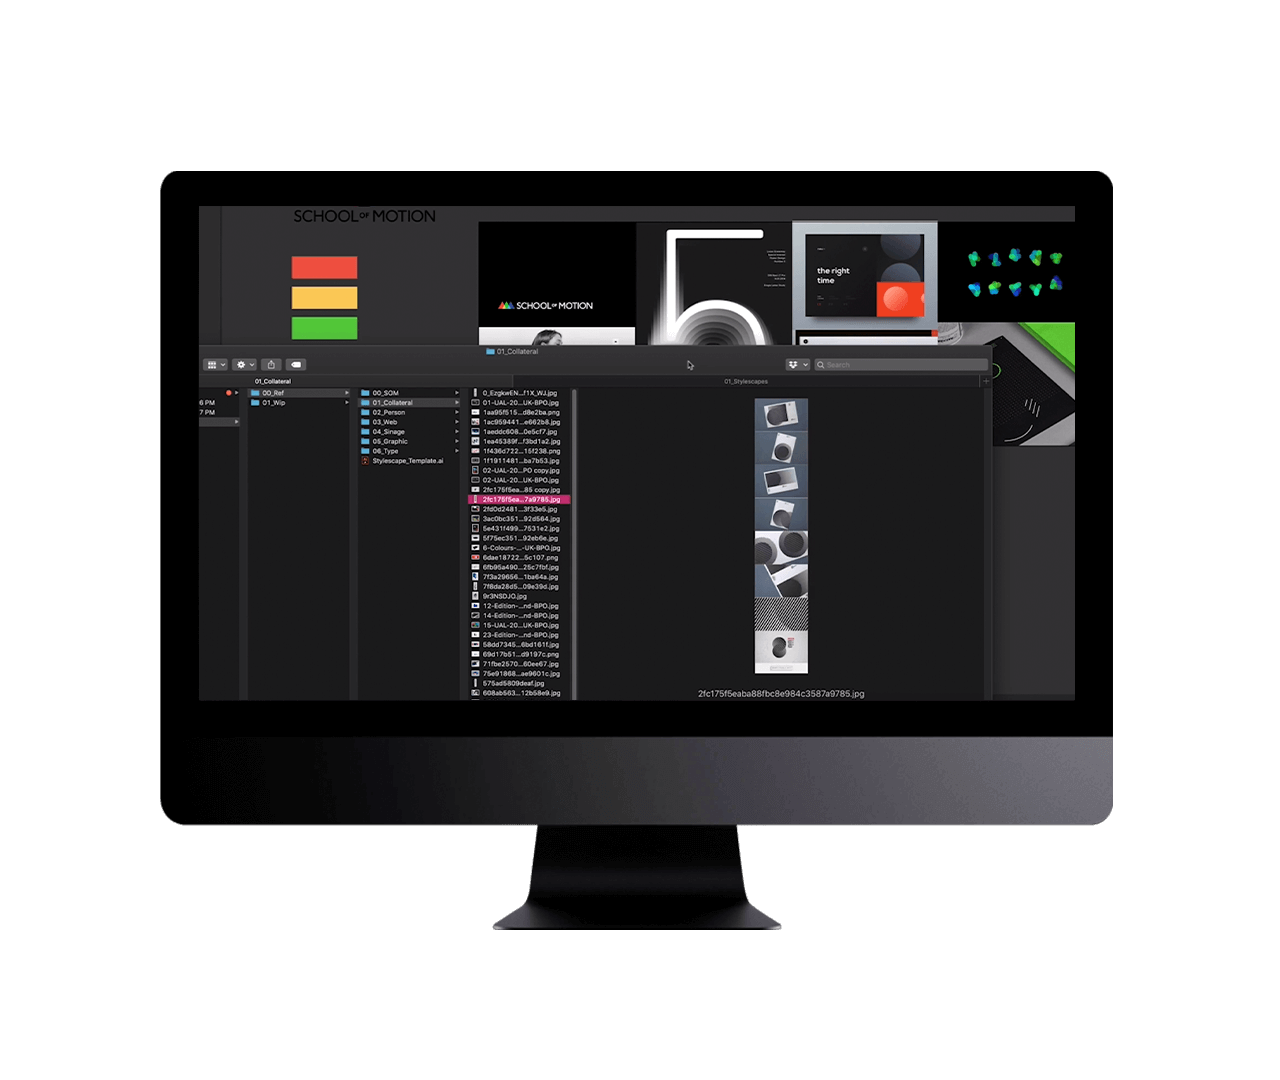 SCHOOL OF MOTION
SCHOOL OF MOTION
the right
time
01_Collateral
Search
01_Collateral
01_Stylescapes
6 PM
7 PM
00_Ref
01_Wip
00_SOM
01_Collateral
02_Person
03_Web
04_Sinage
05_Graphic
06_Type
Stylescape_Template.ai
0_EzgkwEN...f1X_WJ.jpg
01-UAL-20...UK-BPO.jpg
1aa95f515...d8e2ba.png
1ac959441...e662b8.jpg
1aeddc608...0e5cf7.jpg
1ea45389f...f3bd1a2.jpg
1f436d722...15f238.png
1f1911481...ba7b53.jpg
02-UAL-20...PO copy.jpg
02-UAL-20...UK-BPO.jpg
2fc175f5ea...85 copy.jpg
2fc175f5ea...7a9785.jpg
2fd0d2481...3f33e5.jpg
3ac0bc351...92d564.jpg
5e431f499...7531e2.jpg
5f75ec351...92eb6e.jpg
6-Colours-...-UK-BPO.jpg
6dae18722...5c107.png
6fb95a490...25c7fbf.jpg
7f3a29656...1ba64a.jpg
7f8da28d5...09e39d.jpg
9r3NSDJQ.jpg
12-Edition-...nd-BPO.jpg
14-Edition-...nd-BPO.jpg
15-UAL-20...UK-BPO.jpg
23-Edition-...nd-BPO.jpg
58dd7345...6bd161f.jpg
69d17b51...d9197c.png
71fbe2570...60ee67.jpg
75e91868...ae9601c.jpg
575ad5809deaf.jpg
608ab563...12b58e9.jpg
2fc175f5eaba88fbc8e984c3587a9785.jpg